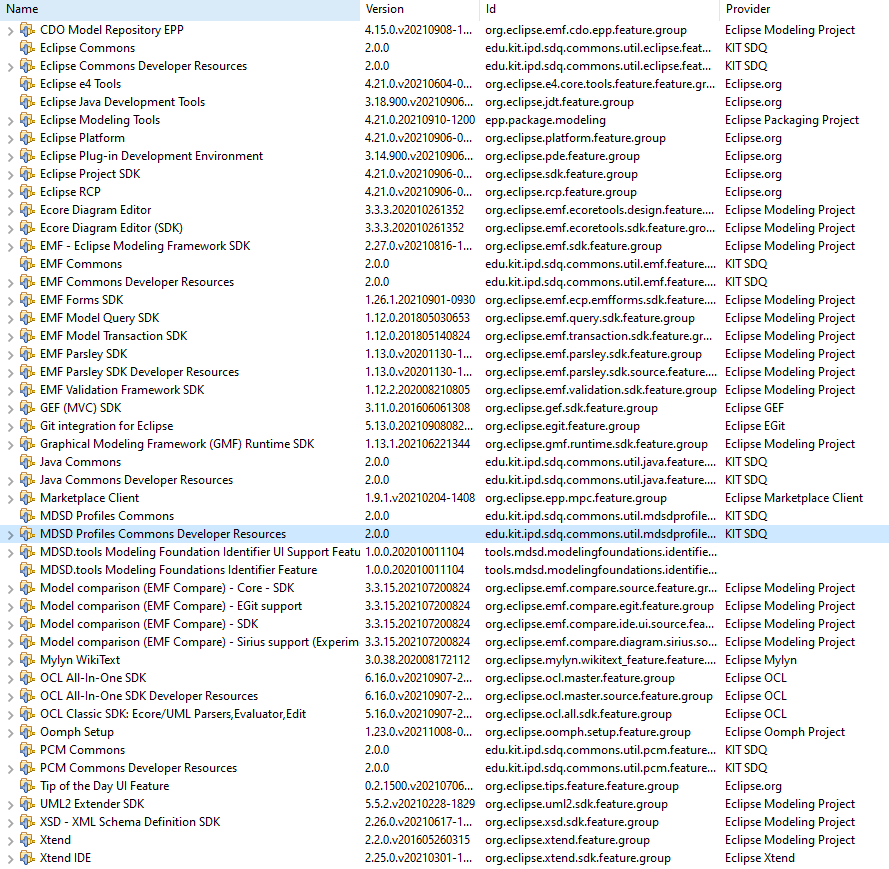 Name Version Id Provider
CDO Model Repository EPP 4.15.0.v20210908-1... org.eclipse.emf.cdo.epp.feature.group Eclipse Modeling Project
Eclipse Commons 2.0.0 edu.kit.ipd.sdq.commons.util.eclipse.feat... KIT SDQ
Eclipse Commons Developer Resources 2.0.0 edu.kit.ipd.sdq.commons.util.eclipse.feat... KIT SDQ
Eclipse e4 Tools 4.21.0.v20210604-0... org.eclipse.e4.core.tools.feature.feature.gr... Eclipse.org
Eclipse Java Development Tools 3.18.900.v20210906... org.eclipse.jdt.feature.group Eclipse.org
Eclipse Modeling Tools 4.21.0.20210910-1200 epp.package.modeling Eclipse Packaging Project
Eclipse Platform 4.21.0.v20210906-0... org.eclipse.platform.feature.group Eclipse.org
Eclipse Plug-in Development Environment 3.14.900.v20210906... org.eclipse.pde.feature.group Eclipse.org
Eclipse Project SDK 4.21.0.v20210906-0... org.eclipse.sdk.feature.group Eclipse.org
Eclipse RCP 4.21.0.v20210906-0... org.eclipse.rcp.feature.group Eclipse.org
Ecore Diagram Editor 3.3.3.202010261352 org.eclipse.emf.ecoretools.design.feature.... Eclipse Modeling Project
Ecore Diagram Editor (SDK) 3.3.3.202010261352 org.eclipse.emf.ecoretools.sdk.feature.gro... Eclipse Modeling Project
EMF - Eclipse Modeling Framework SDK 2.27.0.v20210816-1... org.eclipse.emf.sdk.feature.group Eclipse Modeling Project
EMF Commons 2.0.0 edu.kit.ipd.sdq.commons.util.emf.feature.... KIT SDQ
EMF Commons Developer Resources 2.0.0 edu.kit.ipd.sdq.commons.util.emf.feature.... KIT SDQ
EMF Forms SDK 1.26.1.20210901-0930 org.eclipse.emf.ecp.emfforms.sdk.feature.... Eclipse Modeling Project
EMF Model Query SDK 1.12.0.201805030653 org.eclipse.emf.query.sdk.feature.group Eclipse Modeling Project
EMF Model Transaction SDK 1.12.0.201805140824 org.eclipse.emf.transaction.sdk.feature.gr... Eclipse Modeling Project
EMF Parsley SDK 1.13.0.v20201130-1... org.eclipse.emf.parsley.sdk.feature.group Eclipse Modeling Project
EMF Parsley SDK Developer Resources 1.13.0.v20201130-1... org.eclipse.emf.parsley.sdk.source.feature.... Eclipse Modeling Project
EMF Validation Framework SDK 1.12.2.202008210805 org.eclipse.emf.validation.sdk.feature.group Eclipse Modeling Project
GEF (MVC) SDK 3.11.0.201606061308 org.eclipse.gef.sdk.feature.group Eclipse GEF
Git integration for Eclipse 5.13.0.20210908082... org.eclipse.egit.feature.group Eclipse EGit
Graphical Modeling Framework (GMF) Runtime SDK 1.13.1.202106221344 org.eclipse.gmf.runtime.sdk.feature.group Eclipse Modeling Project
Java Commons 2.0.0 edu.kit.ipd.sdq.commons.util.java.feature.... KIT SDQ
Java Commons Developer Resources 2.0.0 edu.kit.ipd.sdq.commons.util.java.feature.... KIT SDQ
Marketplace Client 1.9.1.v20210204-1408 org.eclipse.epp.mpc.feature.group Eclipse Marketplace Client
MDSD Profiles Commons 2.0.0 edu.kit.ipd.sdq.commons.util.mdsdprofile... KIT SDQ
MDSD Profiles Commons Developer Resources 2.0.0 edu.kit.ipd.sdq.commons.util.mdsdprofile... KIT SDQ
MDSD.tools Modeling Foundation Identifier UI Support Featu 1.0.0.202010011104 tools.mdsd.modelingfoundations.identifie...
MDSD.tools Modeling Foundations Identifier Feature 1.0.0.202010011104 tools.mdsd.modelingfoundations.identifie...
Model comparison (EMF Compare) - Core - SDK 3.3.15.202107200824 org.eclipse.emf.compare.source.feature.gr... Eclipse Modeling Project
Model comparison (EMF Compare) - EGit support 3.3.15.202107200824 org.eclipse.emf.compare.egit.feature.group Eclipse Modeling Project
Model comparison (EMF Compare) - SDK 3.3.15.202107200824 org.eclipse.emf.compare.ide.ui.source.fea... Eclipse Modeling Project
Model comparison (EMF Compare) - Sirius support (Experim 3.3.15.202107200824 org.eclipse.emf.compare.diagram.sirius.so... Eclipse Modeling Project
Mylyn WikiText 3.0.38.202008172112 org.eclipse.mylyn.wikitext_feature.feature.... Eclipse Mylyn
OCL All-In-One SDK 6.16.0.v20210907-2... org.eclipse.ocl.master.feature.group Eclipse OCL
OCL All-In-One SDK Developer Resources 6.16.0.v20210907-2... org.eclipse.ocl.master.source.feature.group Eclipse OCL
OCL Classic SDK: Ecore/UML Parsers,Evaluator,Edit 5.16.0.v20210907-2... org.eclipse.ocl.all.sdk.feature.group Eclipse OCL
Oomph Setup 1.23.0.v20211008-0... org.eclipse.oomph.setup.feature.group Eclipse Oomph Project
PCM Commons 2.0.0 edu.kit.ipd.sdq.commons.util.pcm.feature... KIT SDQ
PCM Commons Developer Resources 2.0.0 edu.kit.ipd.sdq.commons.util.pcm.feature... KIT SDQ
Tip of the Day UI Feature 0.2.1500.v20210706... org.eclipse.tips.feature.feature.group Eclipse.org
UML2 Extender SDK 5.5.2.v20210228-1829 org.eclipse.uml2.sdk.feature.group Eclipse Modeling Project
XSD - XML Schema Definition SDK 2.26.0.v20210617-1... org.eclipse.xsd.sdk.feature.group Eclipse Modeling Project
Xtend 2.2.0.v201605260315 org.eclipse.xtend.feature.group Eclipse Modeling Project
Xtend IDE 2.25.0.v20210301-1... org.eclipse.xtend.sdk.feature.group Eclipse Xtend